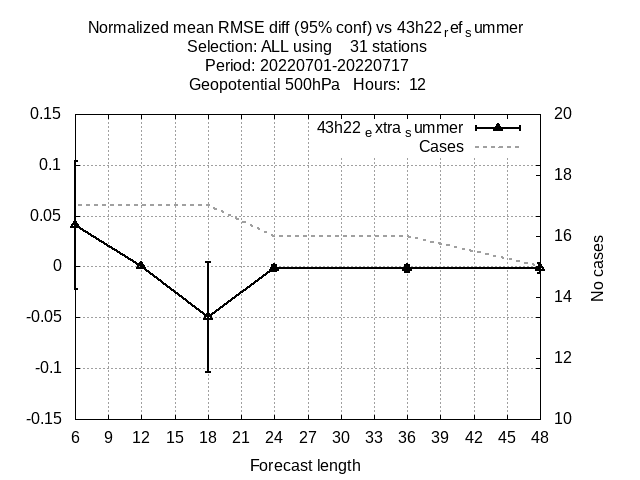 Normalized mean RMSE diff (95% conf) vs 43h22refsummer
Selection: ALL using 31 stations
Period: 20220701-20220717
Geopotential 500hPa Hours: 12
43h22extrasummer
Cases
0.15
0.1
0.05
0
-0.05
-0.1
-0.15
20
18
16
14
12
10
No cases
6 9 12 15 18 21 24 27 30 33 36 39 42 45 48
Forecast length